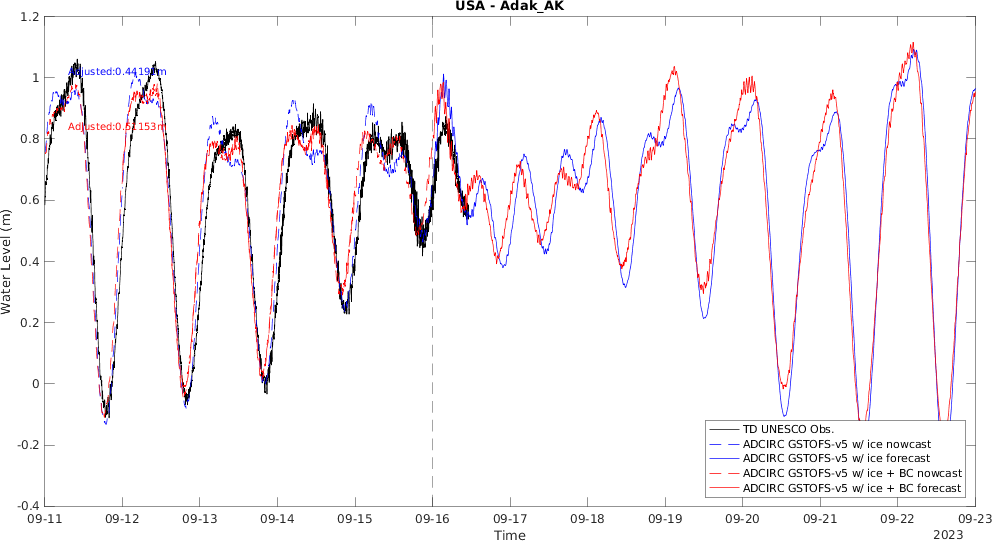 USA - Adak_AK
1.2
1
0.8
0.6
0.4
0.2
0
-0.2
-0.4
Water Level (m)
Adjusted:0.44192m
Adjusted:0.51153m
TD UNESCO Obs.
ADCIRC GSTOFS-v5 w/ ice nowcast
ADCIRC GSTOFS-v5 w/ ice forecast
ADCIRC GSTOFS-v5 w/ ice + BC nowcast
ADCIRC GSTOFS-v5 w/ ice + BC forecast
09-11 09-12 09-13 09-14 09-15 09-16 09-17 09-18 09-19 09-20 09-21 09-22 09-23
Time
2023